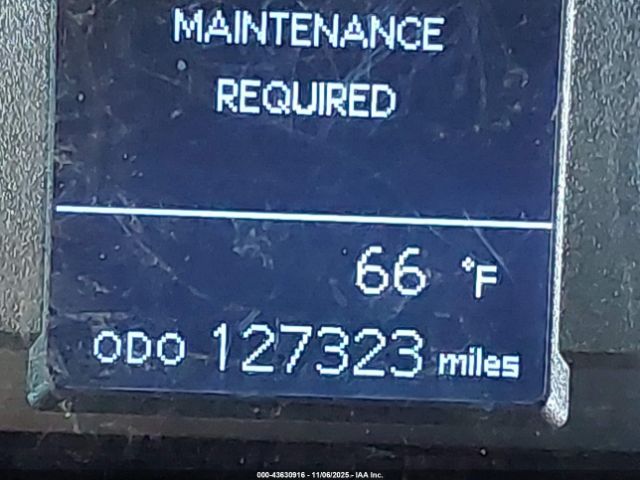 MAINTENANCE
REQUIRED
66 °F
ODO 127323 miles
000-43630916 - 11/06/2025 - IAA Inc.